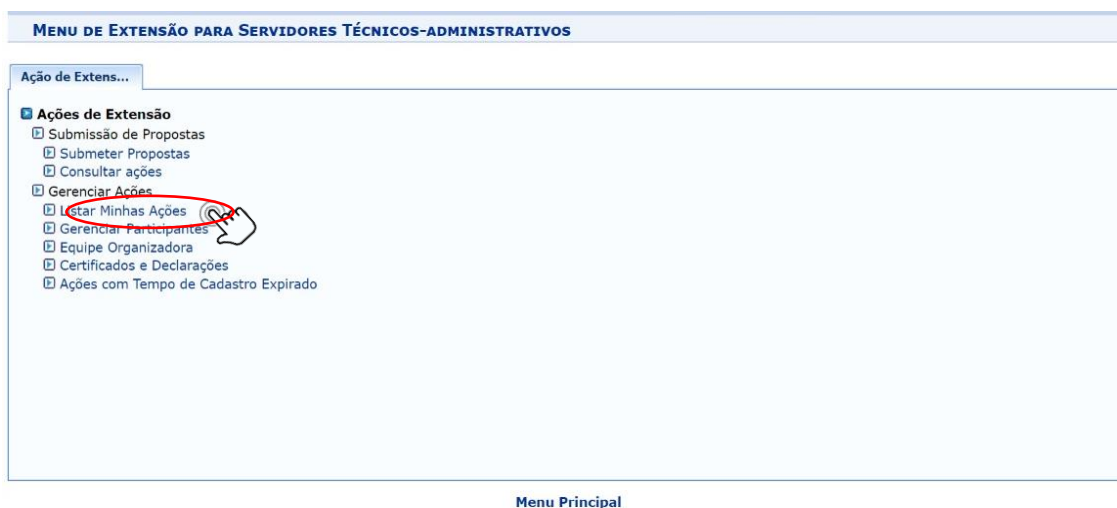 Menu de Extensão para Servidores Técnicos-administrativos
Ação de Extens...
Ações de Extensão
Submissão de Propostas
Submeter Propostas
Consultar ações
Gerenciar Ações
Listar Minhas Ações
Gerenciar Participantes
Equipe Organizadora
Certificados e Declarações
Ações com Tempo de Cadastro Expirado
Menu Principal